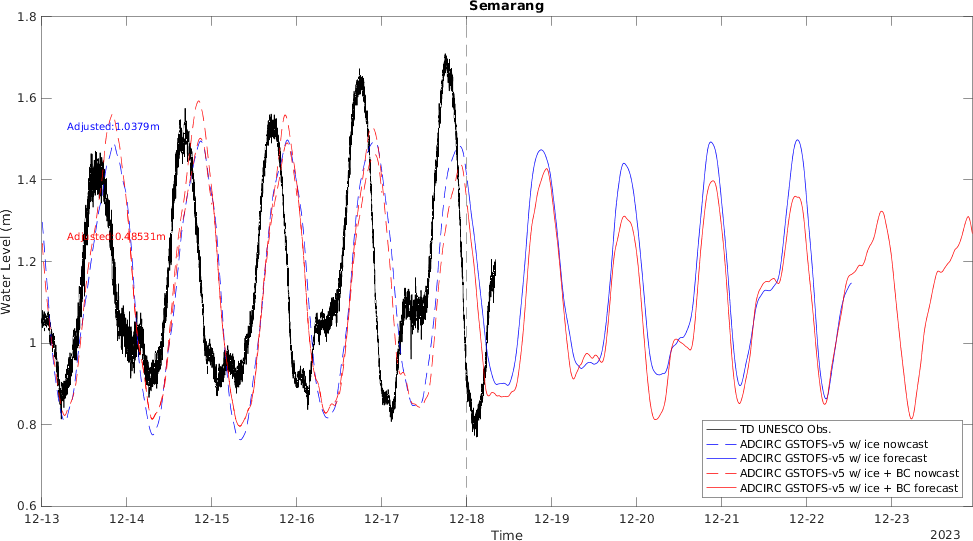 Semarang
1.8
1.6
1.4
1.2
1
0.8
0.6
Water Level (m)
Adjusted:1.0379m
Adjusted:0.48531m
TD UNESCO Obs.
ADCIRC GSTOFS-v5 w/ ice nowcast
ADCIRC GSTOFS-v5 w/ ice forecast
ADCIRC GSTOFS-v5 w/ ice + BC nowcast
ADCIRC GSTOFS-v5 w/ ice + BC forecast
12-13 12-14 12-15 12-16 12-17 12-18 12-19 12-20 12-21 12-22 12-23
Time
2023